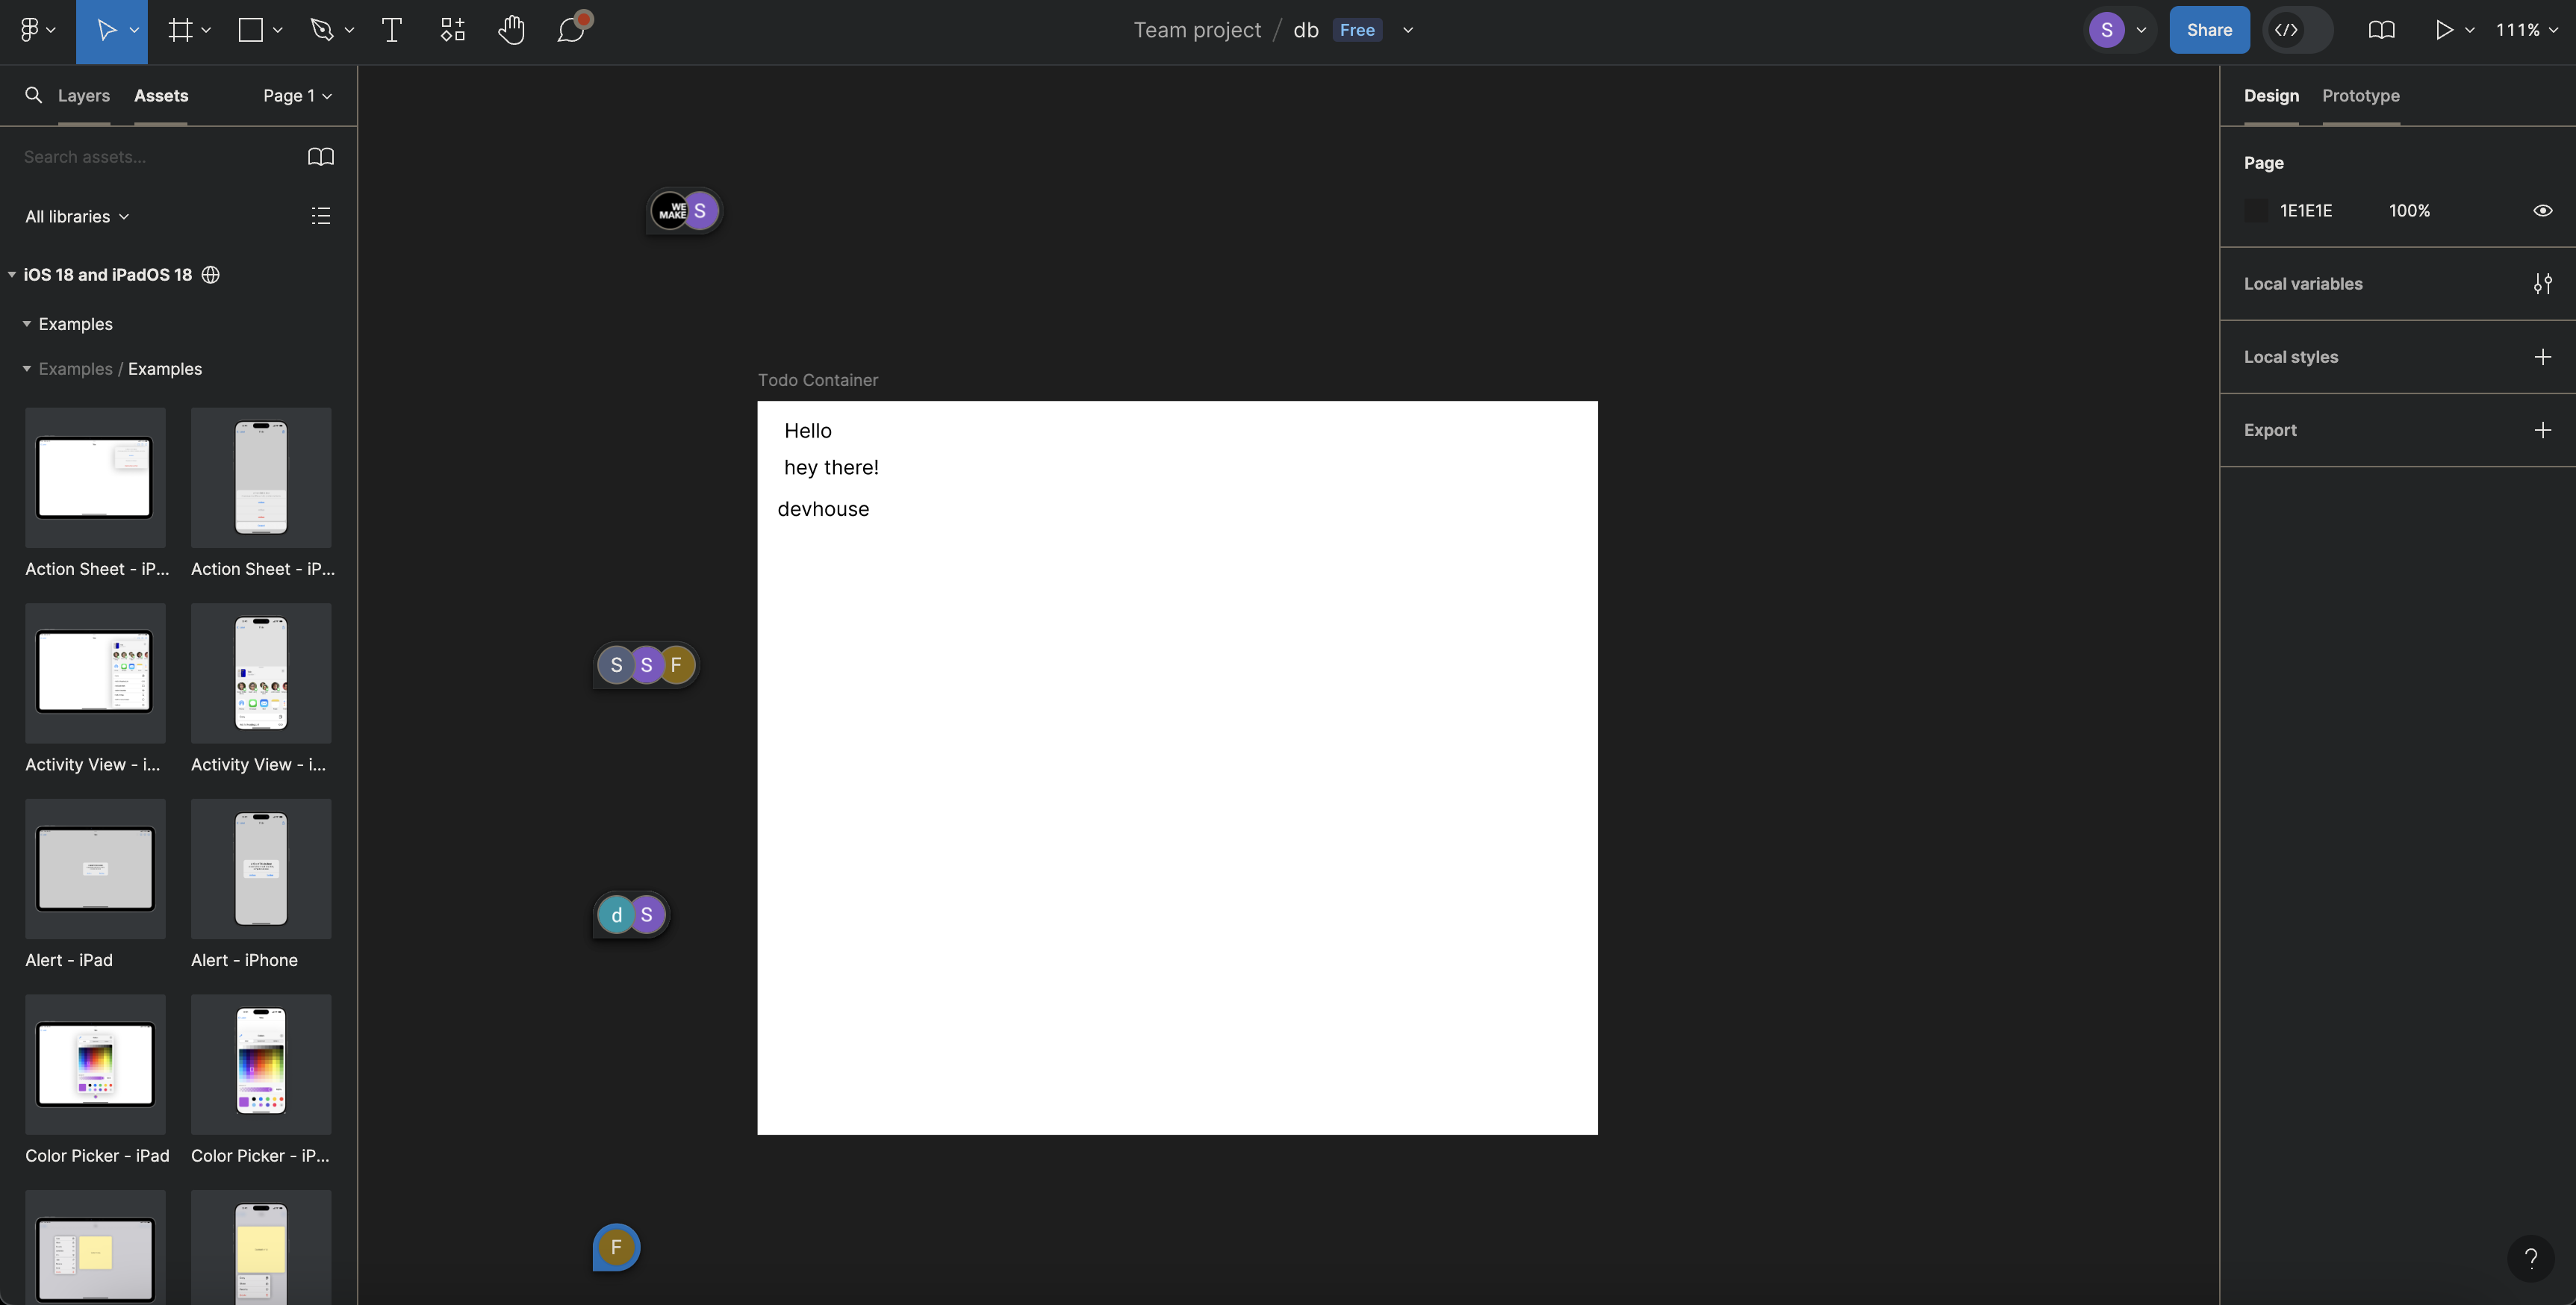 Team project / db Free
S
Share
111%
Layers Assets Page 1
Search assets...
All libraries
iOS 18 and iPadOS 18
Examples
Examples / Examples
Action Sheet - iP...
Action Sheet - iP...
Activity View - i...
Activity View - i...
Alert - iPad
Alert - iPhone
Color Picker - iPad
Color Picker - iP...
WE MAKE
S
Todo Container
Hello
hey there!
devhouse
S S F
d S
F
Design Prototype
Page
1E1E1E 100%
Local variables
Local styles
Export
?